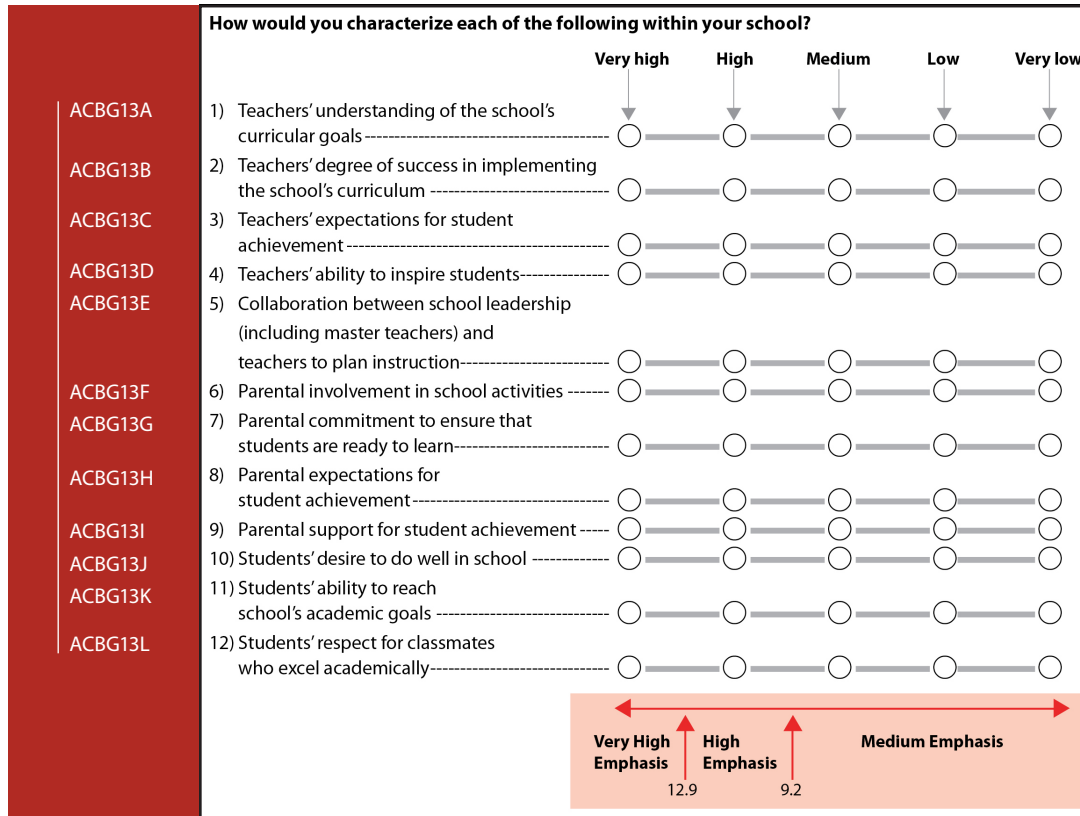 How would you characterize each of the following within your school?
Very high High Medium Low Very low
ACBG13A 1) Teachers’ understanding of the school’s
curricular goals
ACBG13B 2) Teachers’ degree of success in implementing
the school’s curriculum
ACBG13C 3) Teachers’ expectations for student
achievement
ACBG13D 4) Teachers’ ability to inspire students
ACBG13E 5) Collaboration between school leadership
(including master teachers) and
teachers to plan instruction
ACBG13F 6) Parental involvement in school activities
ACBG13G 7) Parental commitment to ensure that
students are ready to learn
ACBG13H 8) Parental expectations for
student achievement
ACBG13I 9) Parental support for student achievement
ACBG13J 10) Students’ desire to do well in school
ACBG13K 11) Students’ ability to reach
school’s academic goals
ACBG13L 12) Students’ respect for classmates
who excel academically
Very High
Emphasis
High
Emphasis
Medium Emphasis
12.9 9.2